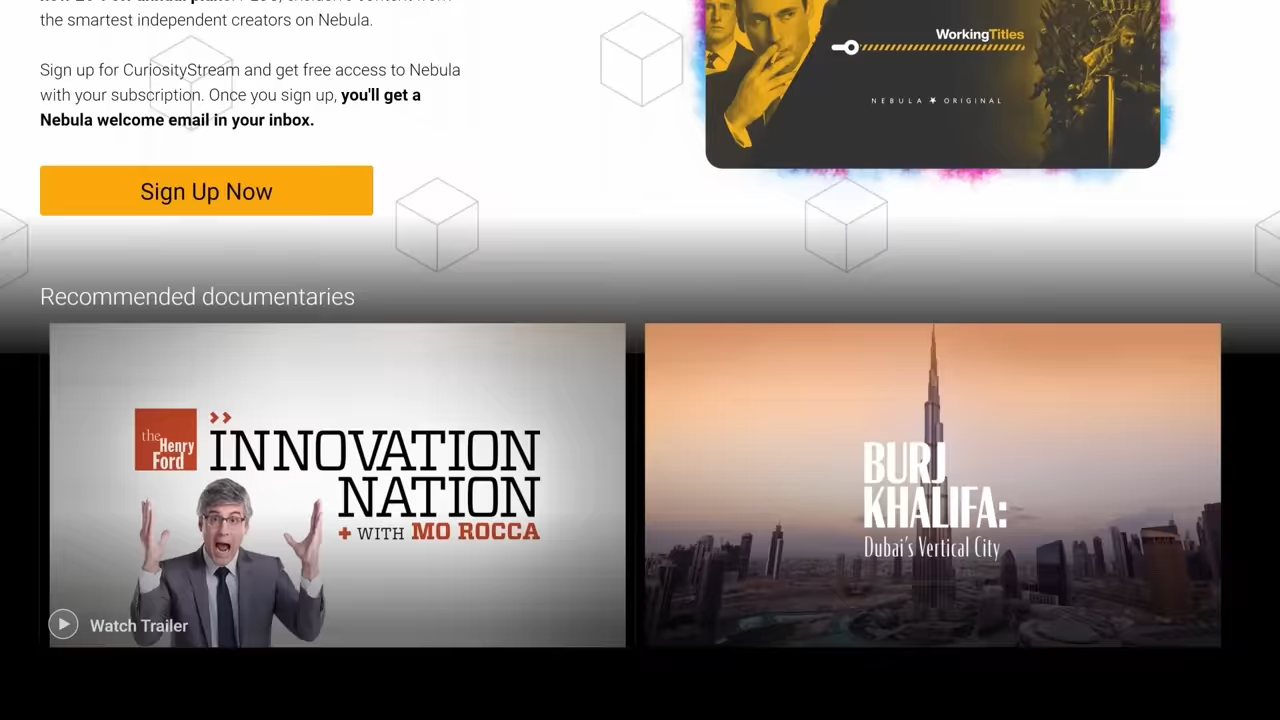 the smartest independent creators on Nebula.
Sign up for CuriosityStream and get free access to Nebula
with your subscription. Once you sign up, you'll get a
Nebula welcome email in your inbox.
Sign Up Now
WorkingTitles
NEBULA ORIGINAL
Recommended documentaries
the Henry Ford
INNOVATION
NATION
+ WITH MO ROCCA
Watch Trailer
BURJ
KHALIFA:
Dubai's Vertical City